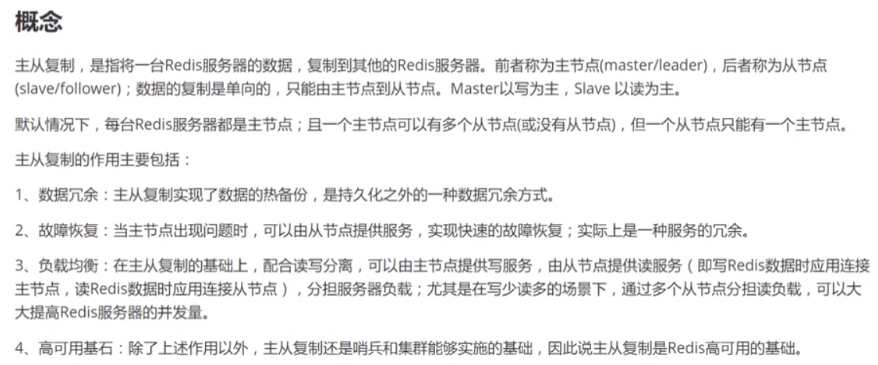 概念
主从复制，是指将一台Redis服务器的数据，复制到其他的Redis服务器。前者称为主节点(master/leader)，后者称为从节点
(slave/follower)；数据的复制是单向的，只能由主节点到从节点。Master以写为主，Slave 以读为主。
默认情况下，每台Redis服务器都是主节点；且一个主节点可以有多个从节点(或没有从节点)，但一个从节点只能有一个主节点。
主从复制的作用主要包括：
1、数据冗余：主从复制实现了数据的热备份，是持久化之外的一种数据冗余方式。
2、故障恢复：当主节点出现问题时，可以由从节点提供服务，实现快速的故障恢复；实际上是一种服务的冗余。
3、负载均衡：在主从复制的基础上，配合读写分离，可以由主节点提供写服务，由从节点提供读服务（即写Redis数据时应用连接
主节点，读Redis数据时应用连接从节点），分担服务器负载；尤其是在写少读多的场景下，通过多个从节点分担读负载，可以大
大提高Redis服务器的并发量。
4、高可用基石：除了上述作用以外，主从复制还是哨兵和集群能够实施的基础，因此说主从复制是Redis高可用的基础。